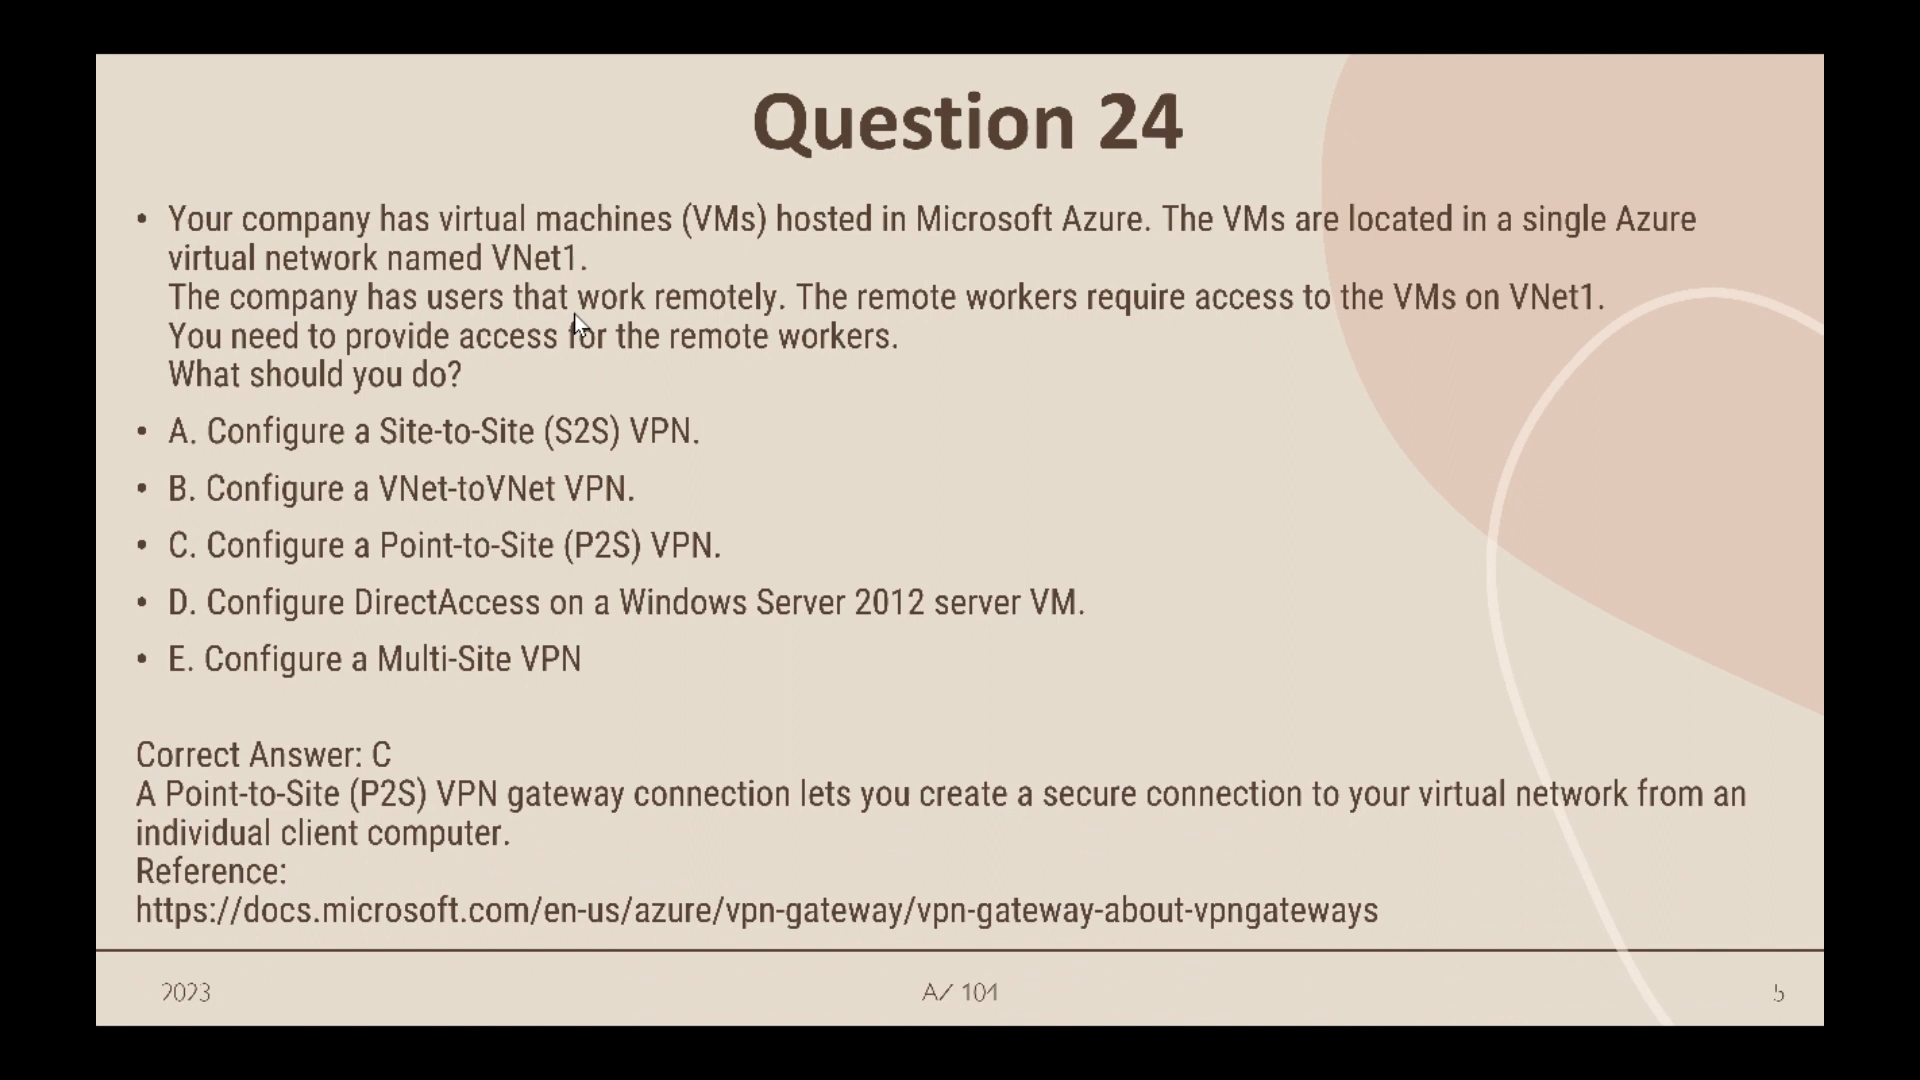 Question 24
• Your company has virtual machines (VMs) hosted in Microsoft Azure. The VMs are located in a single Azure
virtual network named VNet1.
The company has users that work remotely. The remote workers require access to the VMs on VNet1.
You need to provide access for the remote workers.
What should you do?
• A. Configure a Site-to-Site (S2S) VPN.
• B. Configure a VNet-toVNet VPN.
• C. Configure a Point-to-Site (P2S) VPN.
• D. Configure DirectAccess on a Windows Server 2012 server VM.
• E. Configure a Multi-Site VPN
Correct Answer: C
A Point-to-Site (P2S) VPN gateway connection lets you create a secure connection to your virtual network from an
individual client computer.
Reference:
https://docs.microsoft.com/en-us/azure/vpn-gateway/vpn-gateway-about-vpngateways
2023
AZ 104
5